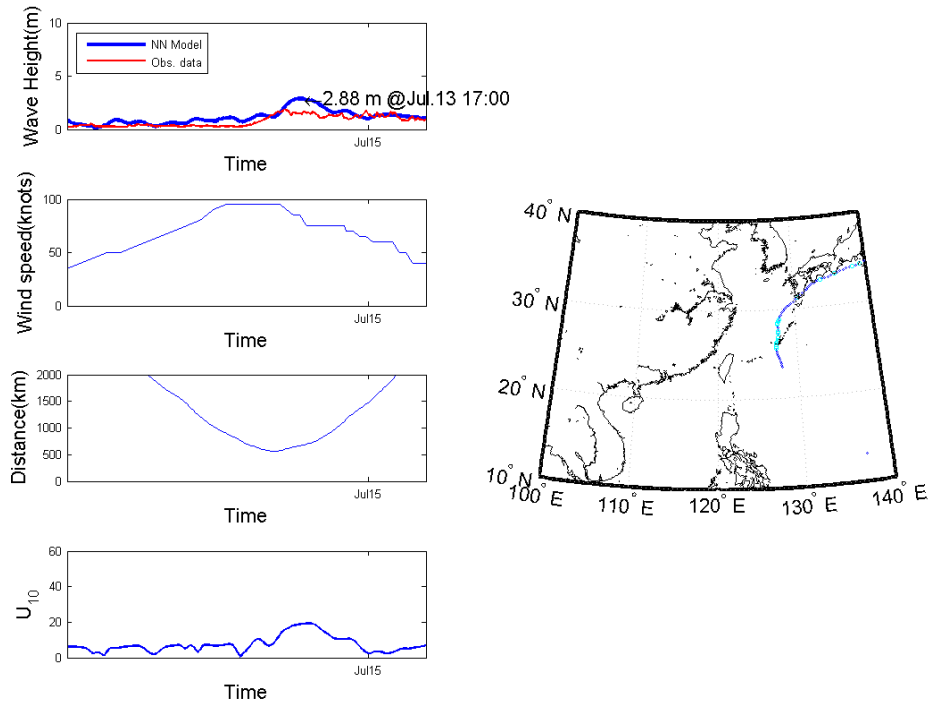 10
5
0
Wave Height(m)
NN Model
Obs. data
2.88 m @Jul.13 17:00
Jul15
Time
100
50
0
Wind speed(knots)
Jul15
Time
2000
1500
1000
500
0
Distance(km)
Jul15
Time
60
40
20
0
U10
Jul15
Time
40° N
30° N
20° N
10° N
100° E
110° E
120° E
130° E
140° E